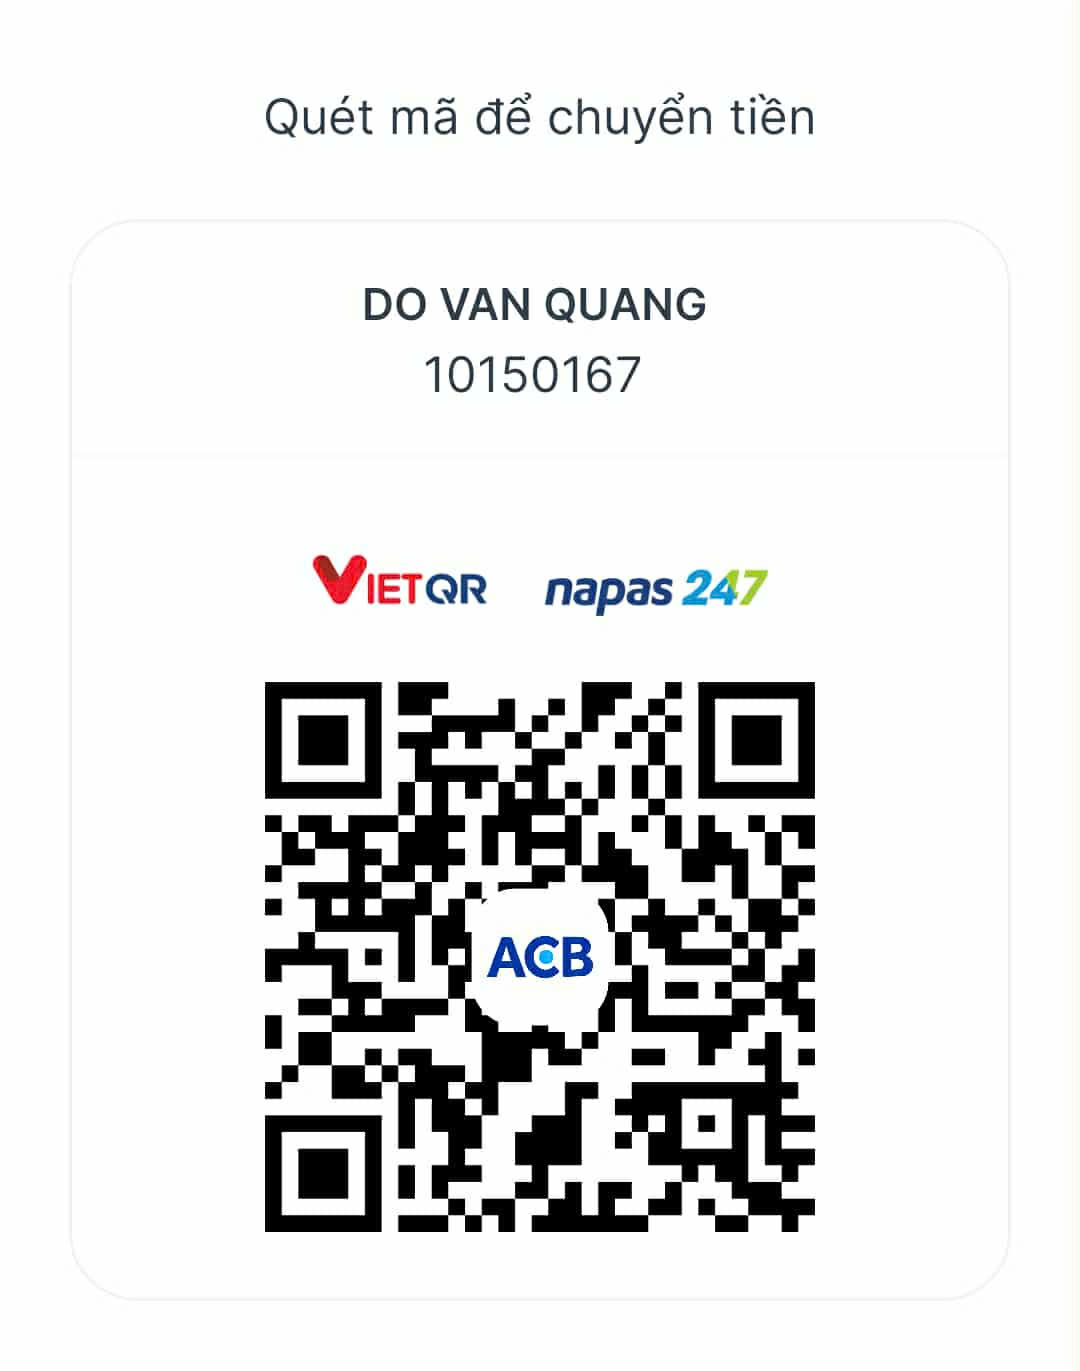 Quét mã để chuyển tiền
DO VAN QUANG
10150167
VIETQR napas 247
ACB